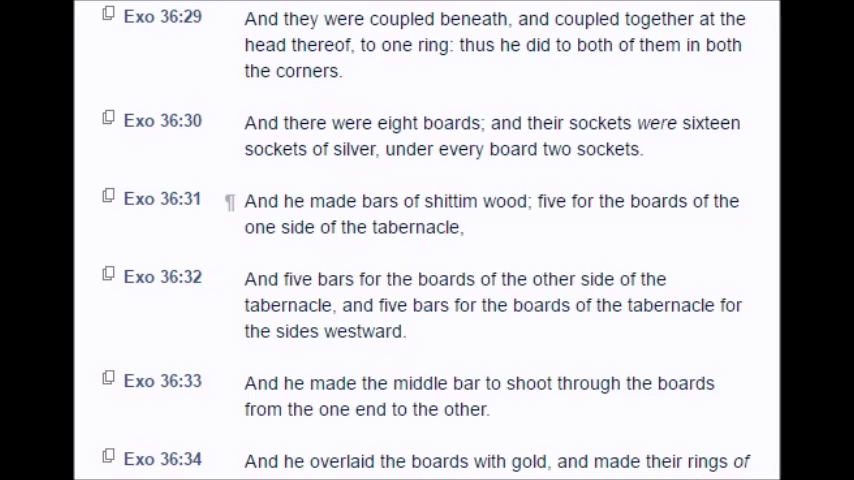 Exo 36:29 And they were coupled beneath, and coupled together at the
head thereof, to one ring: thus he did to both of them in both
the corners.
Exo 36:30 And there were eight boards; and their sockets were sixteen
sockets of silver, under every board two sockets.
Exo 36:31 ¶ And he made bars of shittim wood; five for the boards of the
one side of the tabernacle,
Exo 36:32 And five bars for the boards of the other side of the
tabernacle, and five bars for the boards of the tabernacle for
the sides westward.
Exo 36:33 And he made the middle bar to shoot through the boards
from the one end to the other.
Exo 36:34 And he overlaid the boards with gold, and made their rings of